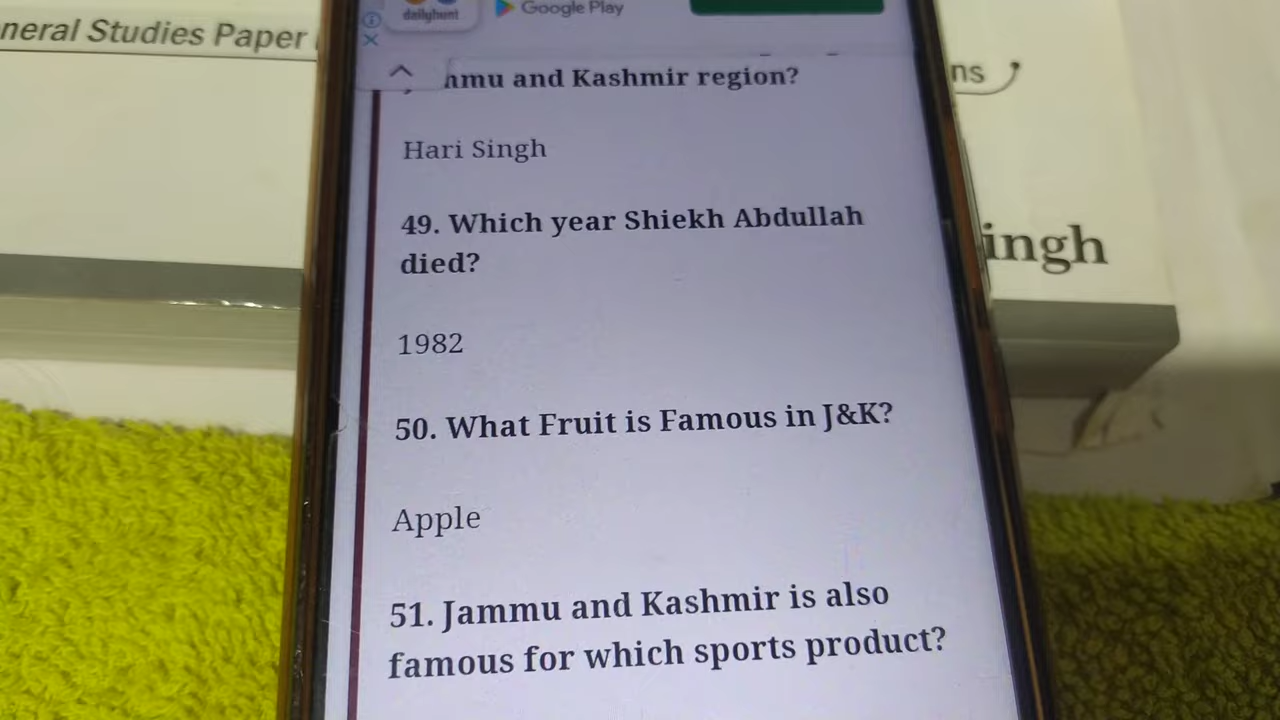 neral Studies Paper
dailyhunt
Google Play
mmu and Kashmir region?
ns
Hari Singh
49. Which year Shiekh Abdullah
died?
ingh
1982
50. What Fruit is Famous in J&K?
Apple
51. Jammu and Kashmir is also
famous for which sports product?